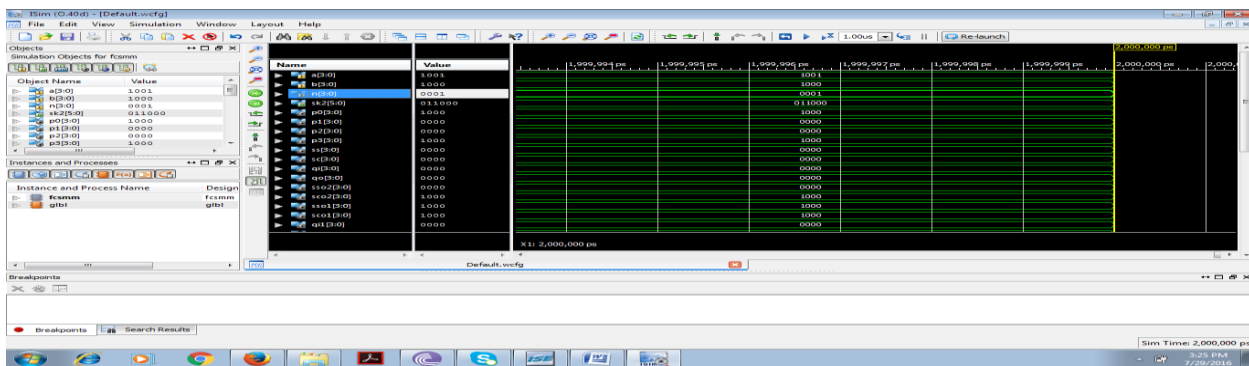 ISim (O.40d) - [Default.wcfg]
File Edit View Simulation Window Layout Help
1.00us Re-launch
Objects
Simulation Objects for fcsmm
Object Name Value
a[3:0] 1001
b[3:0] 1000
n[3:0] 0001
sk2[5:0] 011000
p0[3:0] 1000
p1[3:0] 0000
p2[3:0] 0000
p3[3:0] 1000
Instances and Processes
Instance and Process Name Design
fcsmm fcsmm
glbl glbl
Name Value
a[3:0] 1001 1001
b[3:0] 1000 1000
n[3:0] 0001 0001
sk2[5:0] 011000 011000
p0[3:0] 1000 1000
p1[3:0] 0000 0000
p2[3:0] 0000 0000
p3[3:0] 1000 1000
ss[3:0] 0000 0000
sc[3:0] 0000 0000
qi[3:0] 0000 0000
qo[3:0] 0000 0000
sso2[3:0] 0000 0000
sco2[3:0] 1000 1000
sso1[3:0] 1000 1000
sco1[3:0] 1000 1000
qi1[3:0] 0000 0000
2,000,000 ps
1,999,994 ps 1,999,995 ps 1,999,996 ps 1,999,997 ps 1,999,998 ps 1,999,999 ps 2,000,000 ps 2,000,
X1: 2,000,000 ps
Default.wcfg
Breakpoints
Breakpoints Search Results
Sim Time: 2,000,000 ps
3:25 PM
7/29/2016